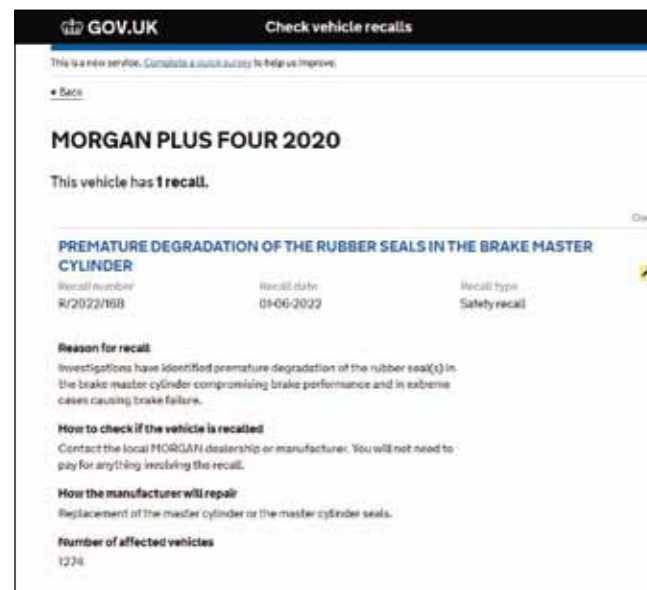 GOV.UK Check vehicle recalls
This is a new service. Complete a quick survey to help us improve.
Back
MORGAN PLUS FOUR 2020
This vehicle has 1 recall.
PREMATURE DEGRADATION OF THE RUBBER SEALS IN THE BRAKE MASTER
CYLINDER
Recall number Recall date Recall type
R/2022/168 01-06-2022 Safety recall
Reason for recall
Investigations have identified premature degradation of the rubber seal(s) in
the brake master cylinder compromising brake performance and in extreme
cases causing brake failure.
How to check if the vehicle is recalled
Contact the local MORGAN dealership or manufacturer. You will not need to
pay for anything involving the recall.
How the manufacturer will repair
Replacement of the master cylinder or the master cylinder seals.
Number of affected vehicles